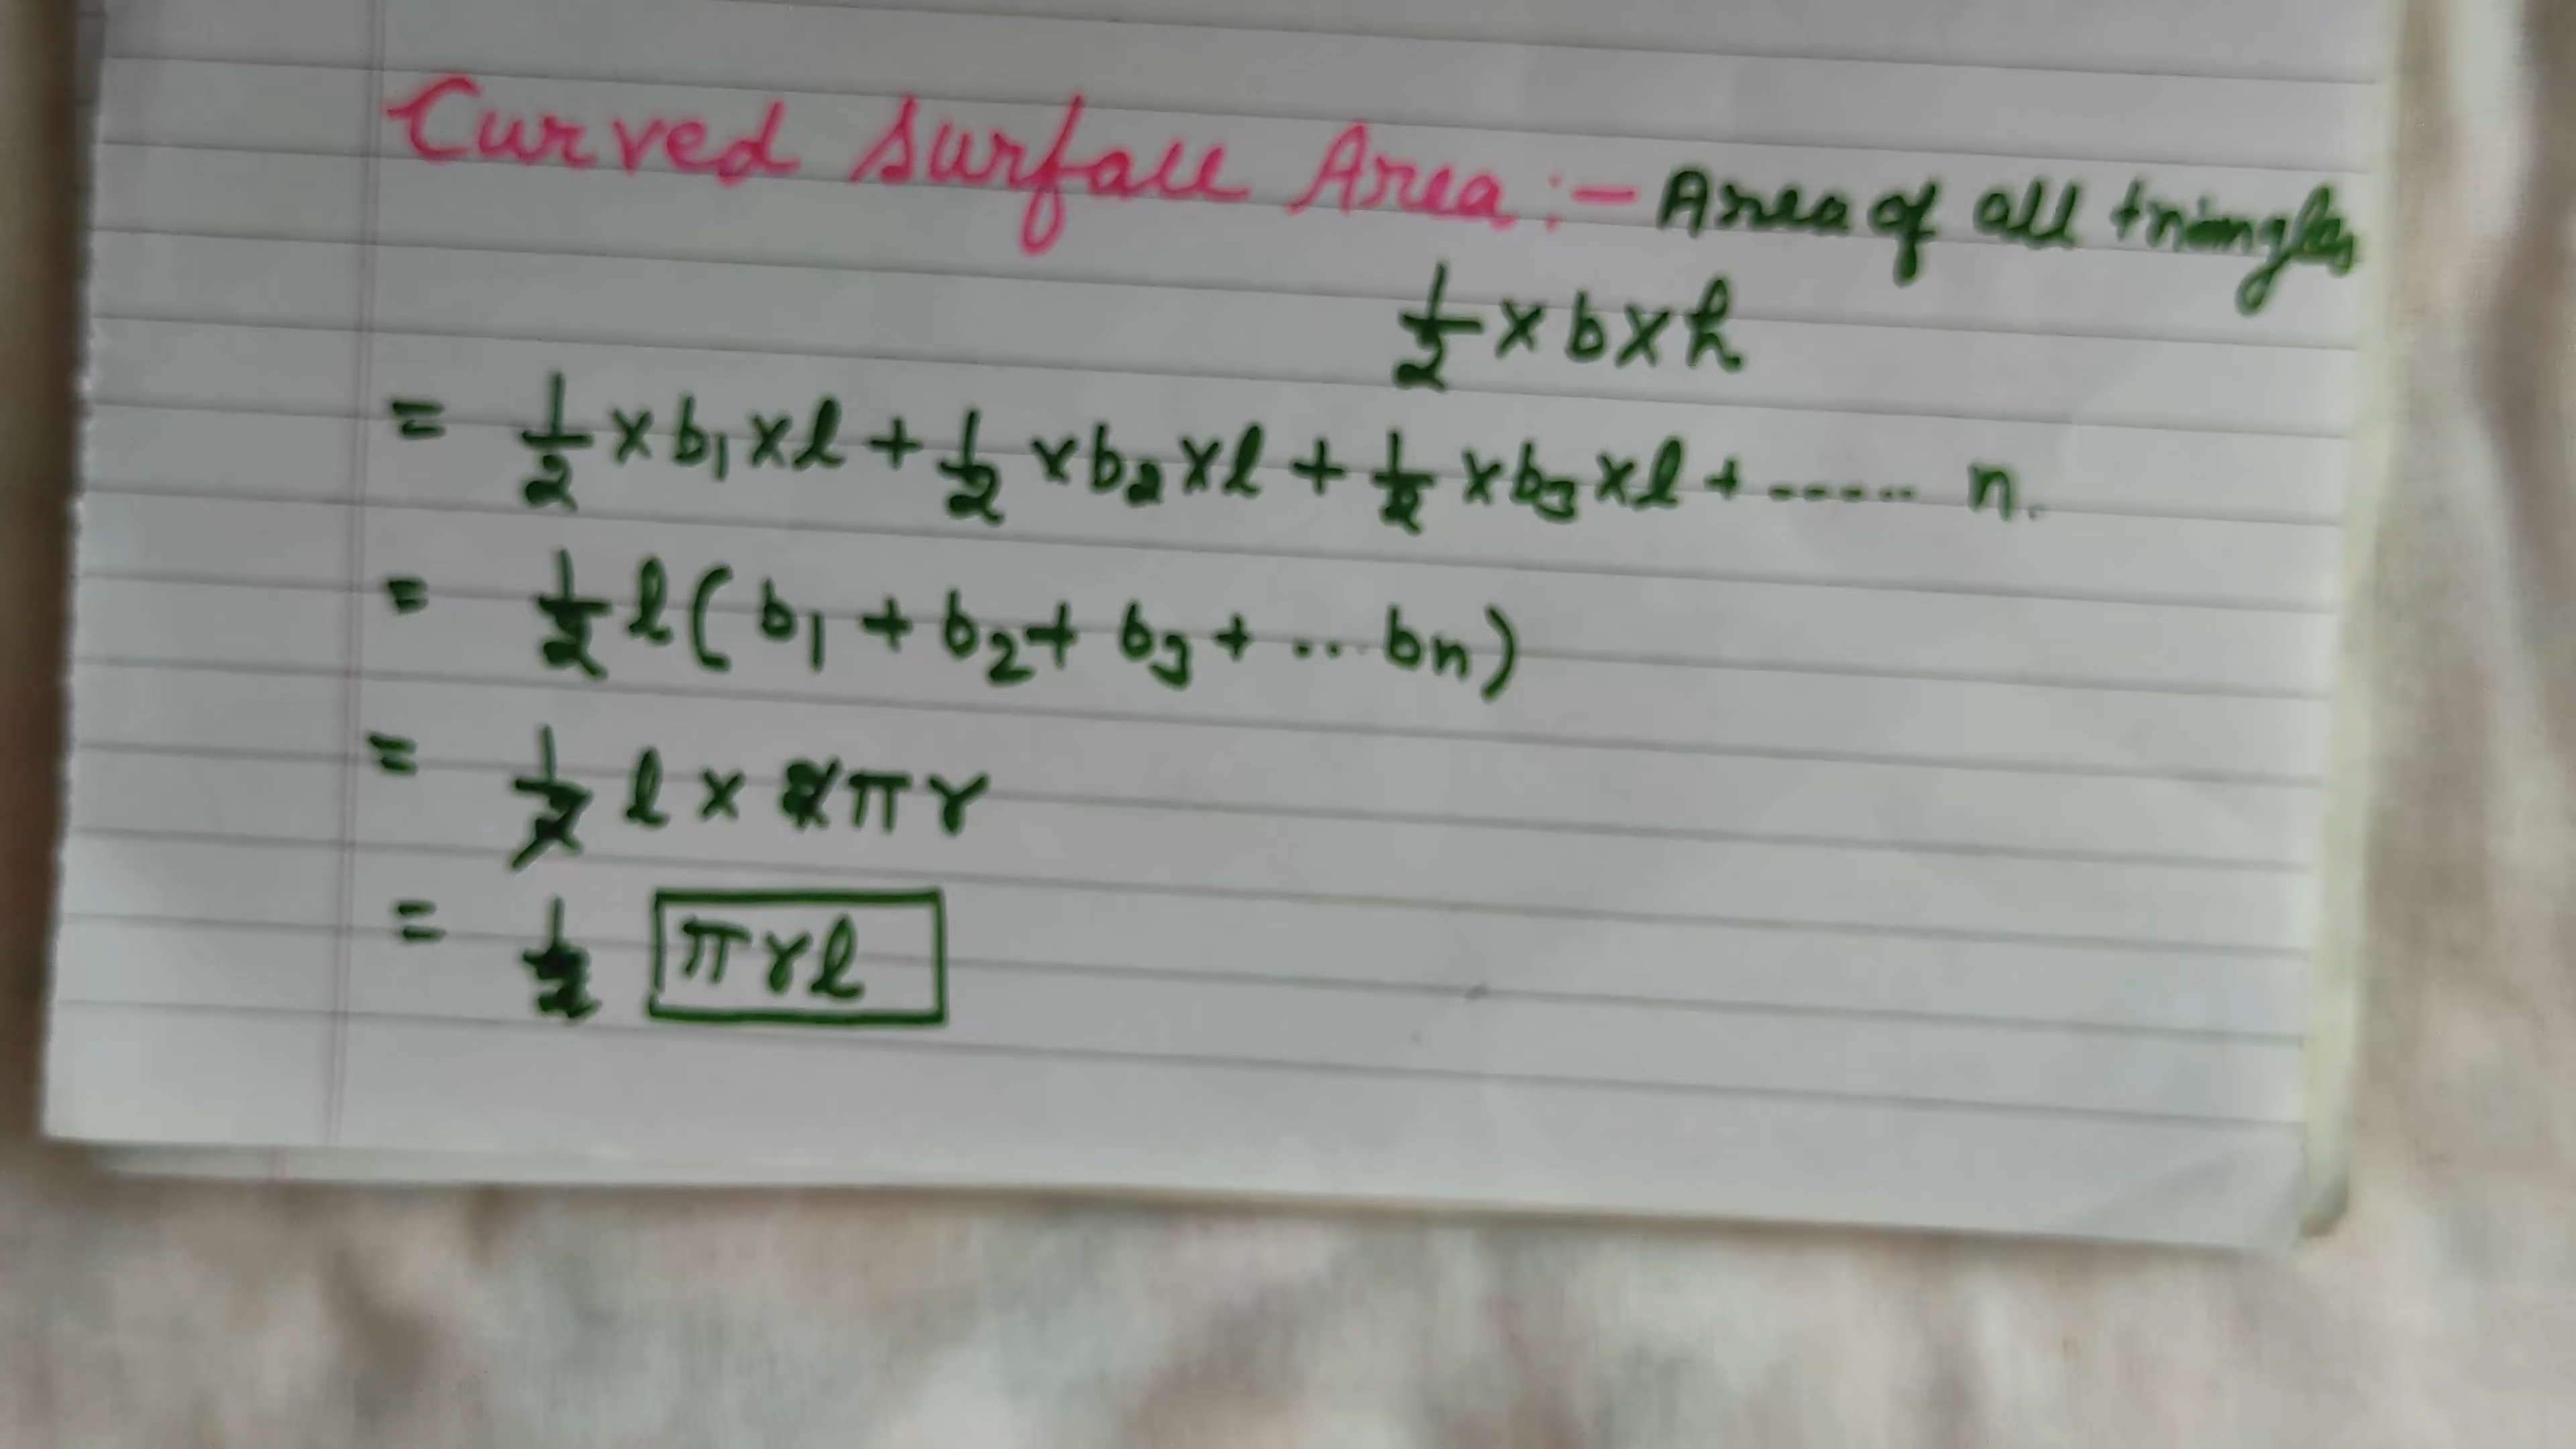 Curved Surface Area :- Area of all triangles
1/2 × b × h
= 1/2 × b₁ × l + 1/2 × b₂ × l + 1/2 × b₃ × l + ----- n.
= 1/2 l ( b₁ + b₂ + b₃ + ... bn )
= 1/2 l × 2πr
= 1/2 πrl